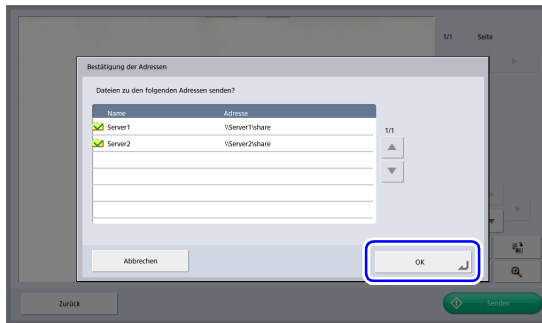 1/1 Seite
Bestätigung der Adressen
Dateien zu den folgenden Adressen senden?
Name Adresse
Server1 \\Server1\share
1/1
Server2 \\Server2\share
Abbrechen
OK
Zurück
Senden